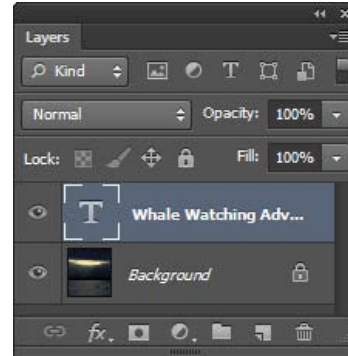 Layers
Kind
Normal Opacity: 100%
Lock: Fill: 100%
T Whale Watching Adv...
Background
fx.